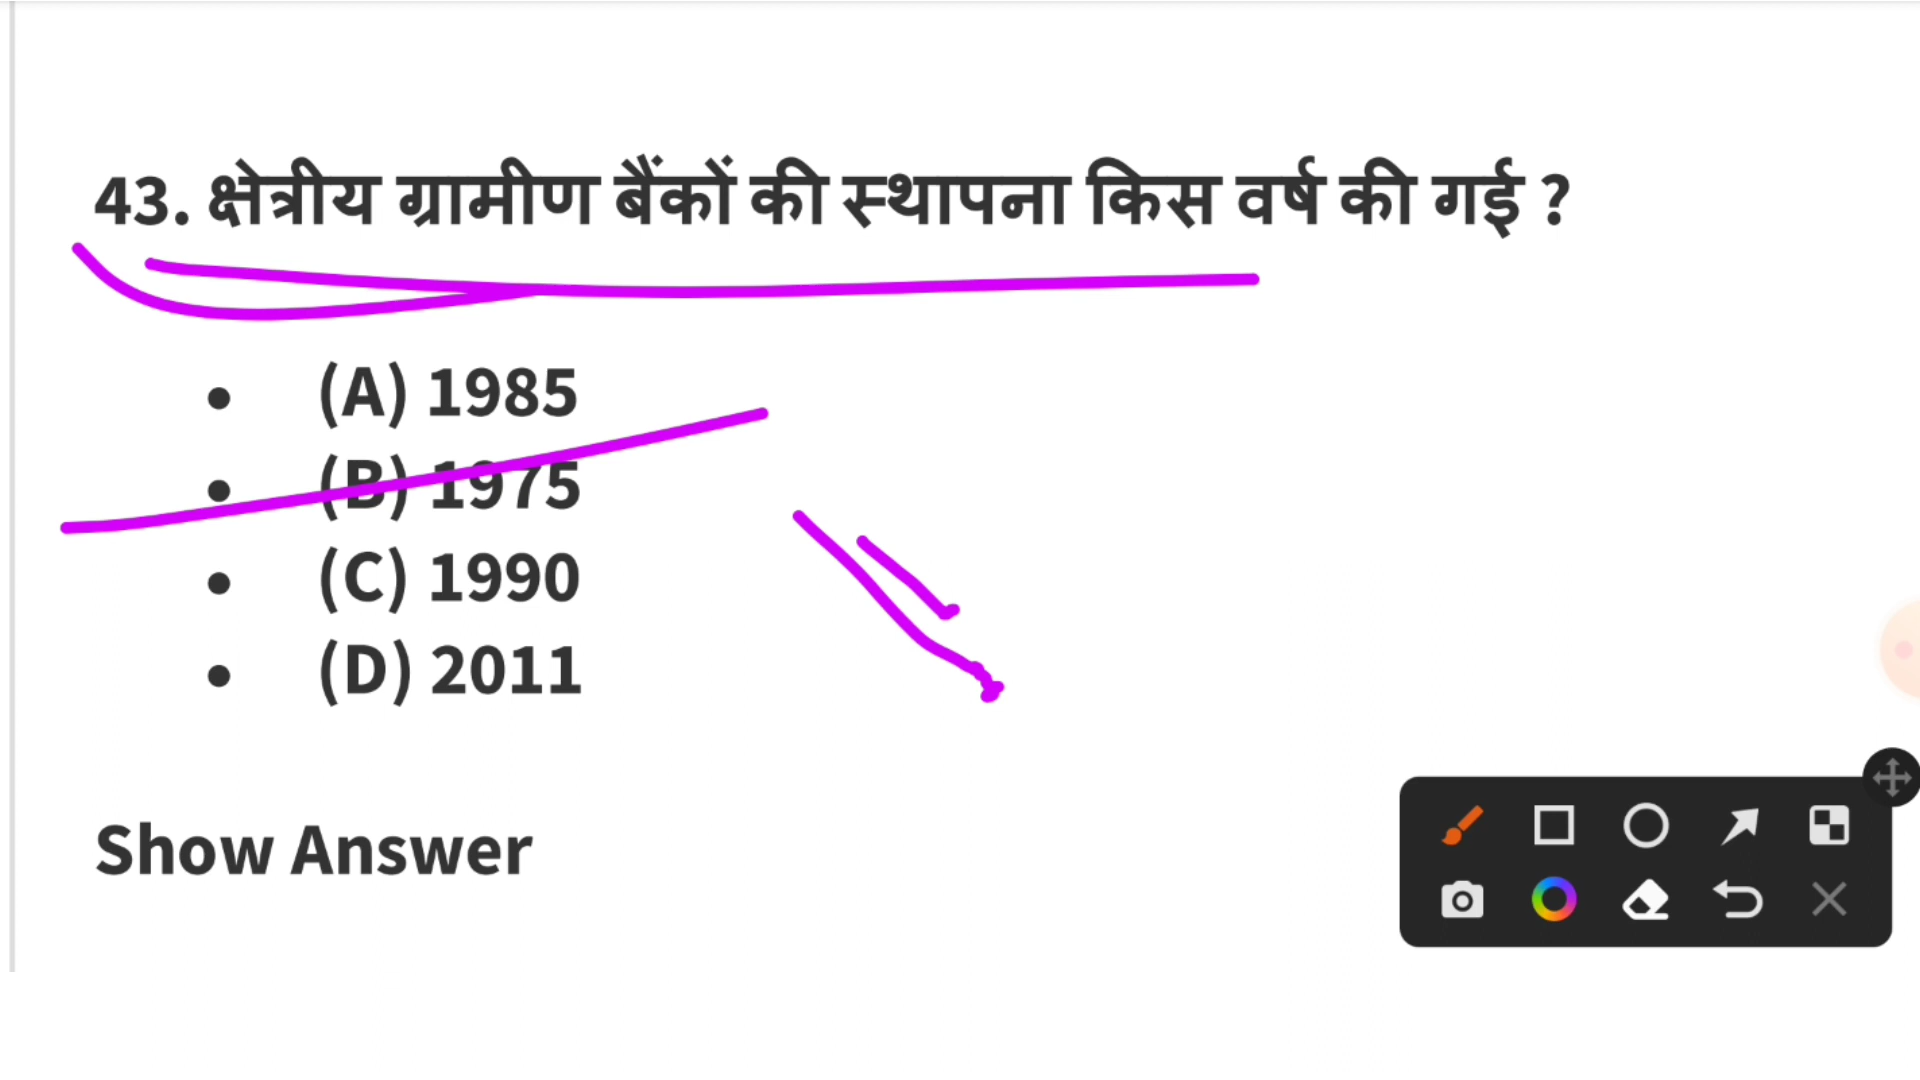 43. क्षेत्रीय ग्रामीण बैंकों की स्थापना किस वर्ष की गई ?
(A) 1985
(B) 1975
(C) 1990
(D) 2011
Show Answer